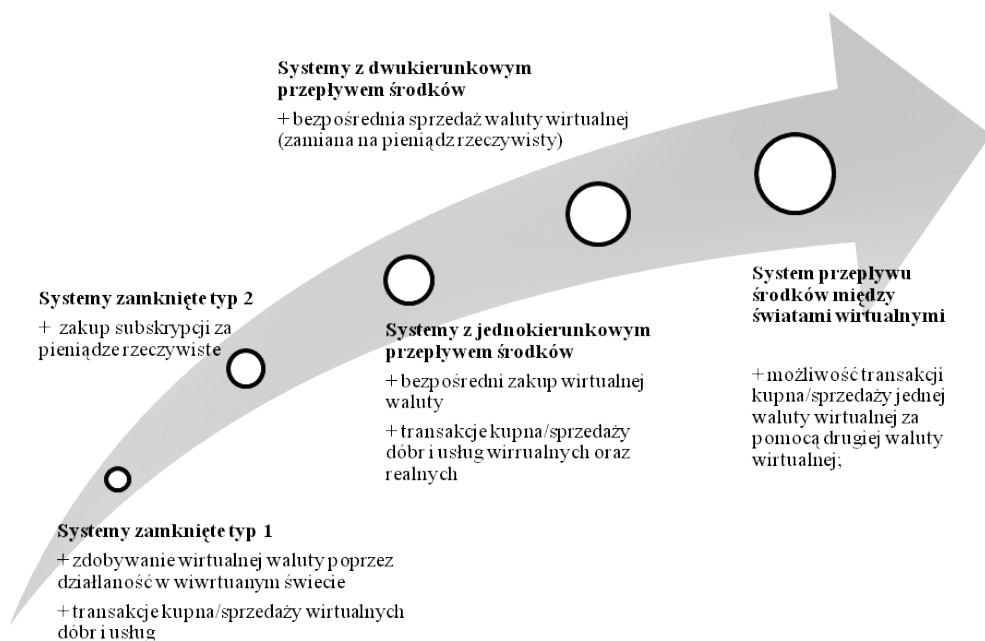 Systemy z dwukierunkowym
przepływem środków
+ bezpośrednia sprzedaż waluty wirtualnej
(zamiana na pieniądz rzeczywisty)
Systemy zamknięte typ 2
+ zakup subskrypcji za
pieniądze rzeczywiste
System przepływu
środków między
światami wirtualnymi
+ możliwość transakcji
kupna/sprzedaży jednej
waluty wirtualnej za
pomocą drugiej waluty
wirtualnej;
Systemy z jednokierunkowym
przepływem środków
+ bezpośredni zakup wirtualnej
waluty
+ transakcje kupna/sprzedaży
dóbr i usług wirrualnych oraz
realnych
Systemy zamknięte typ 1
+ zdobywanie wirtualnej waluty poprzez
działłaność w wiwrtuanym świecie
+ transakcje kupna/sprzedaży wirtualnych
dóbr i usług